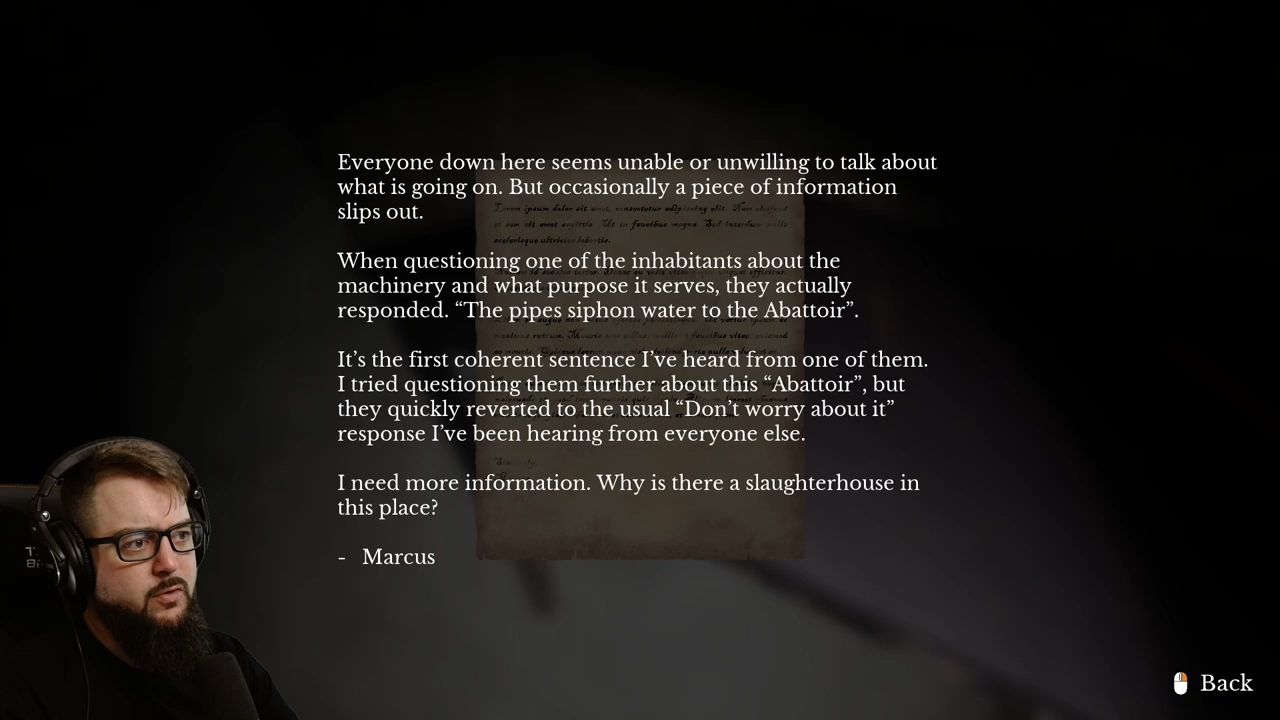 Everyone down here seems unable or unwilling to talk about
what is going on. But occasionally a piece of information
slips out.
When questioning one of the inhabitants about the
machinery and what purpose it serves, they actually
responded. “The pipes siphon water to the Abattoir”.
It’s the first coherent sentence I’ve heard from one of them.
I tried questioning them further about this “Abattoir”, but
they quickly reverted to the usual “Don’t worry about it”
response I’ve been hearing from everyone else.
I need more information. Why is there a slaughterhouse in
this place?
- Marcus
Back